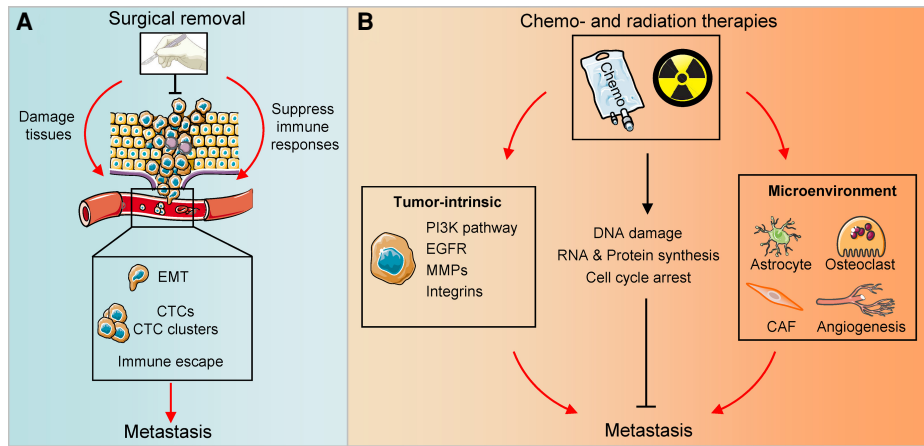 A
Surgical removal
Damage
tissues
Suppress
immune
responses
EMT
CTCs
CTC clusters
Immune escape
Metastasis
B
Chemo- and radiation therapies
Chemo
Tumor-intrinsic
PI3K pathway
EGFR
MMPs
Integrins
DNA damage
RNA & Protein synthesis
Cell cycle arrest
Microenvironment
Astrocyte
Osteoclast
CAF
Angiogenesis
Metastasis